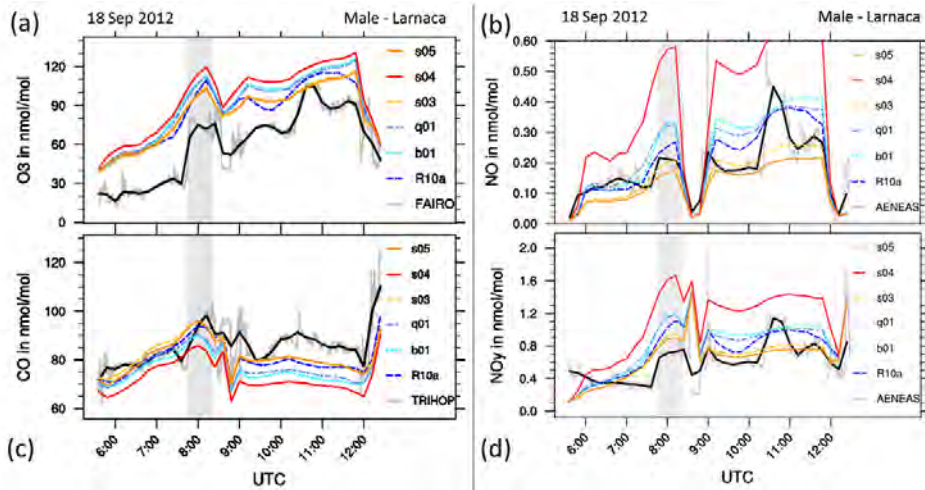 (a)
18 Sep 2012
Male - Larnaca
O3 in nmol/mol
150
120
90
60
30
0
s05
s04
s03
q01
b01
R10a
FAIRO
(c)
CO in nmol/mol
120
100
80
60
s05
s04
s03
q01
b01
R10a
TRIHOP
6:00
7:00
8:00
9:00
10:00
11:00
12:00
UTC
(b)
18 Sep 2012
Male - Larnaca
NO in nmol/mol
0.60
0.50
0.40
0.30
0.20
0.10
0.00
s05
s04
s03
q01
b01
R10a
AENEAS
(d)
NOy in nmol/mol
2.0
1.6
1.2
0.8
0.4
0.0
s05
s04
s03
q01
b01
R10a
AENEAS
6:00
7:00
8:00
9:00
10:00
11:00
12:00
UTC